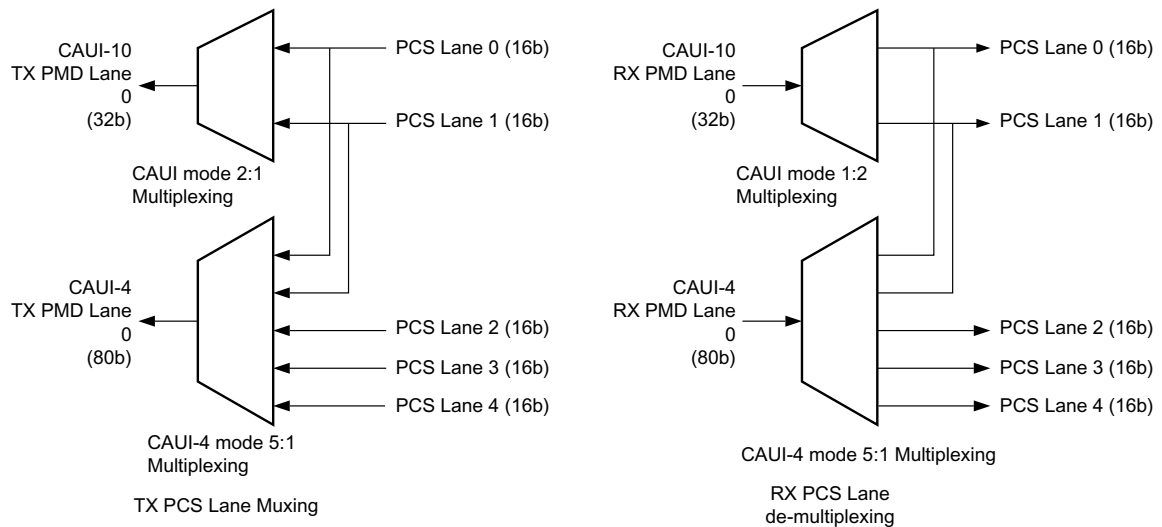 CAUI-10
TX PMD Lane
0
(32b)
PCS Lane 0 (16b)
PCS Lane 1 (16b)
CAUI mode 2:1
Multiplexing
CAUI-4
TX PMD Lane
0
(80b)
PCS Lane 2 (16b)
PCS Lane 3 (16b)
PCS Lane 4 (16b)
CAUI-4 mode 5:1
Multiplexing
TX PCS Lane Muxing
CAUI-10
RX PMD Lane
0
(32b)
PCS Lane 0 (16b)
PCS Lane 1 (16b)
CAUI mode 1:2
Multiplexing
CAUI-4
RX PMD Lane
0
(80b)
PCS Lane 2 (16b)
PCS Lane 3 (16b)
PCS Lane 4 (16b)
CAUI-4 mode 5:1 Multiplexing
RX PCS Lane
de-multiplexing